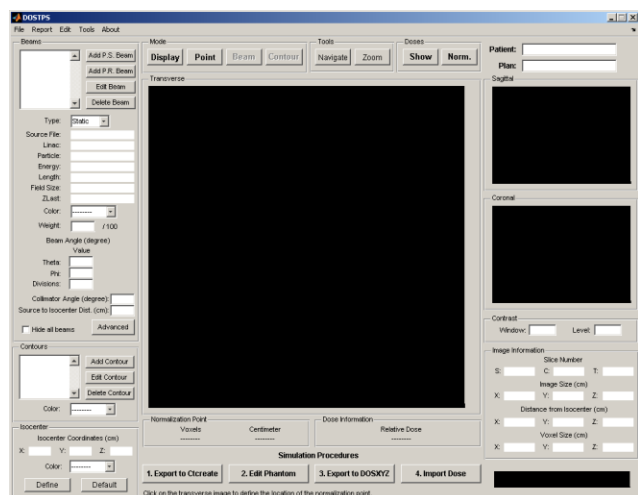 DOSTPS
File Report Edit Tools About
Beams
Add P.S. Beam
Add P.R. Beam
Edit Beam
Delete Beam
Type: Static
Source File:
Linac:
Particle:
Energy:
Length:
Field Size:
ZLast:
Color: --------
Weight: / 100
Beam Angle (degree)
Value
Theta:
Phi:
Divisions:
Collimator Angle (degree):
Source to Isocenter Dist. (cm):
Hide all beams Advanced
Contours
Add Contour
Edit Contour
Delete Contour
Color: --------
Isocenter
Isocenter Coordinates (cm)
X: Y: Z:
Color: --------
Define Default
Mode
Display Point Beam Contour
Tools
Navigate Zoom
Doses
Show Norm.
Transverse
Normalization Point
Voxels Centimeter
-------- --------
Dose Information
Relative Dose
--------
Simulation Procedures
1. Export to Ctcreate 2. Edit Phantom 3. Export to DOSXYZ 4. Import Dose
Click on the transverse image to define the location of the normalization point
Patient:
Plan:
Sagittal
Coronal
Contrast
Window: Level:
Image Information
Slice Number
S: C: T:
Image Size (cm)
X: Y: Z:
Distance from Isocenter (cm)
X: Y: Z:
Voxel Size (cm)
X: Y: Z: